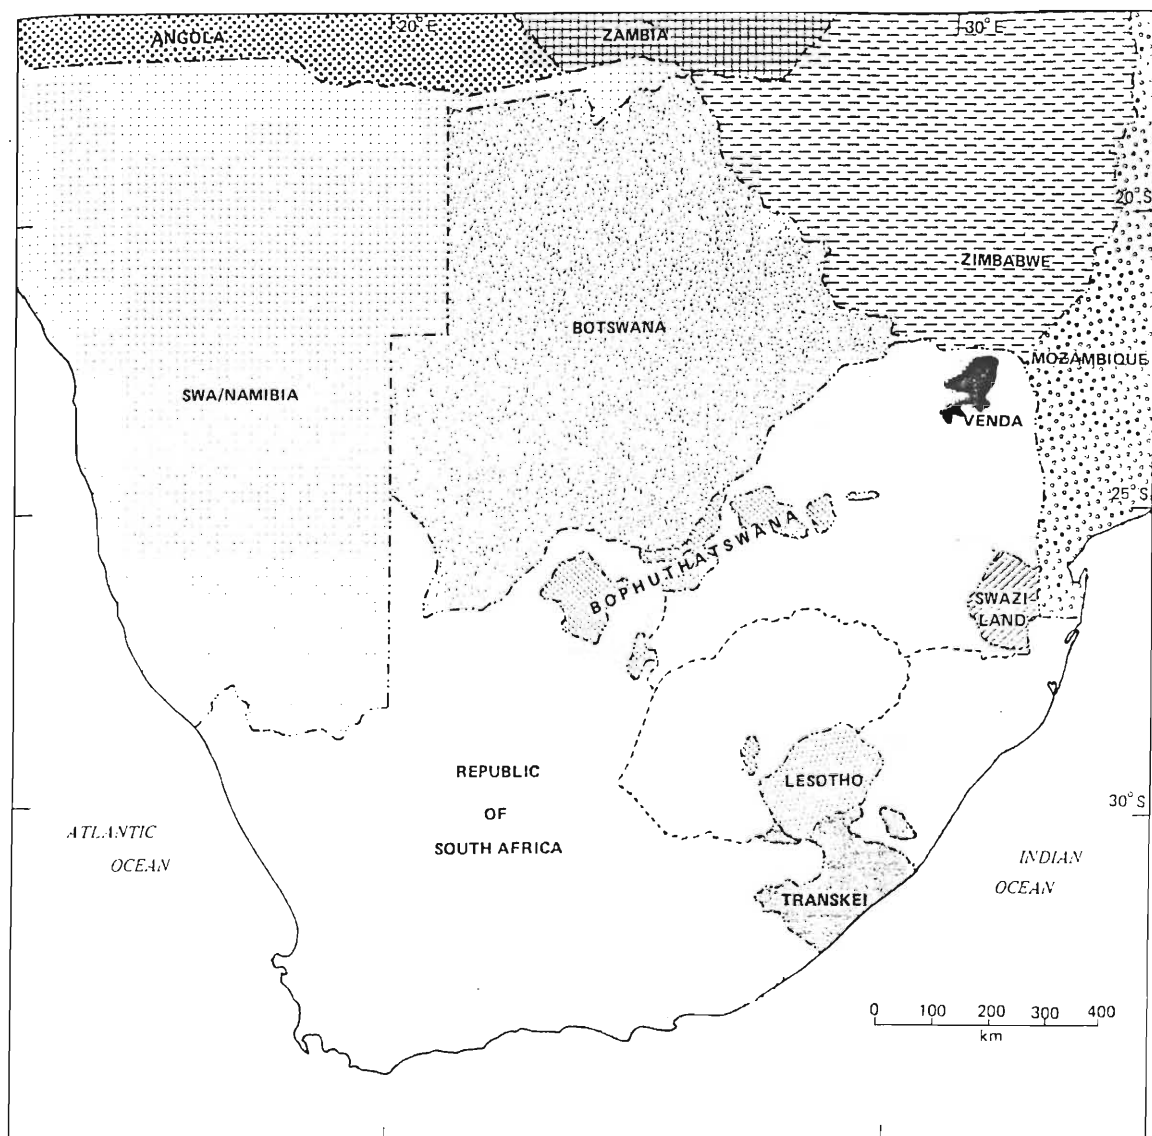 ANGOLA
20°E
ZAMBIA
30°E
20°S
ZIMBABWE
BOTSWANA
MOZAMBIQUE
SWA/NAMIBIA
VENDA
25°S
BOPHUTHATSWANA
SWAZI-
LAND
REPUBLIC
OF
SOUTH AFRICA
LESOTHO
30°S
ATLANTIC
OCEAN
INDIAN
OCEAN
TRANSKEI
0 100 200 300 400
km